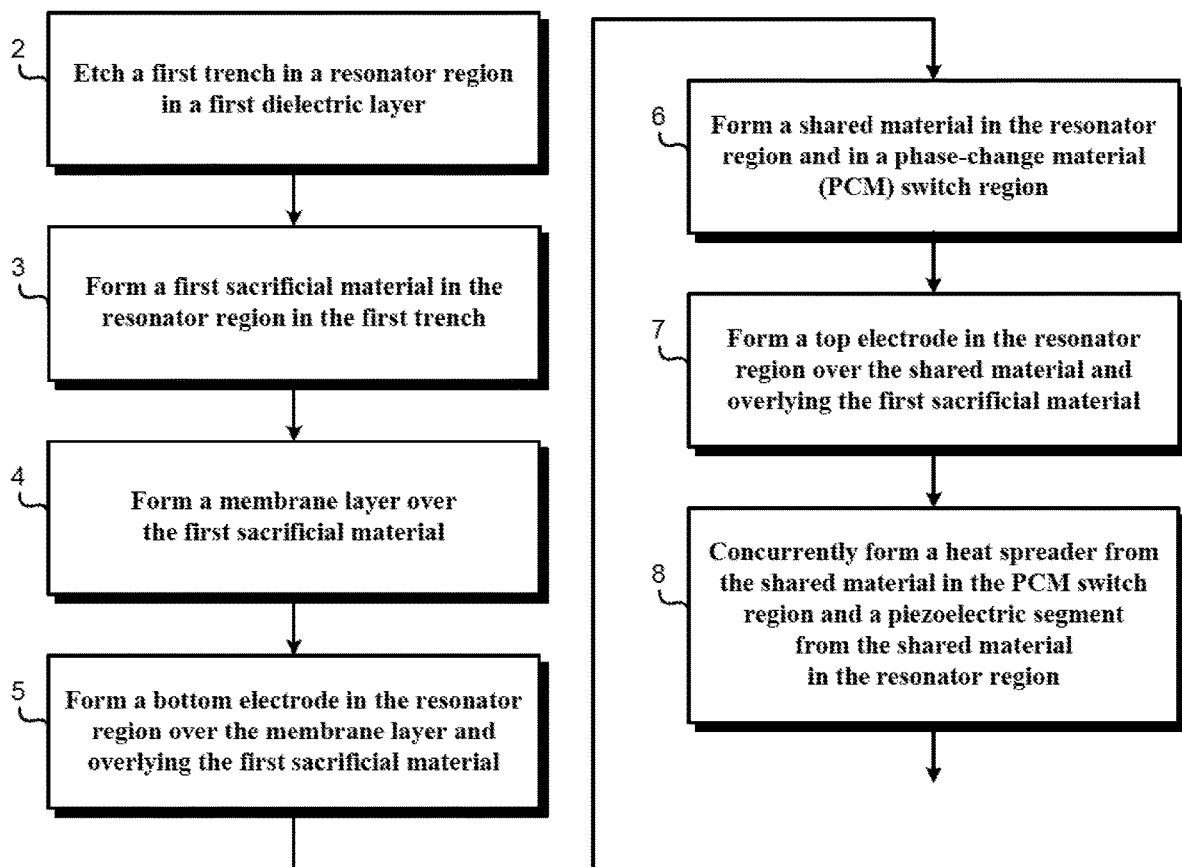 2
Etch a first trench in a resonator region
in a first dielectric layer
3
Form a first sacrificial material in the
resonator region in the first trench
4
Form a membrane layer over
the first sacrificial material
5
Form a bottom electrode in the resonator
region over the membrane layer and
overlying the first sacrificial material
6
Form a shared material in the resonator
region and in a phase-change material
(PCM) switch region
7
Form a top electrode in the resonator
region over the shared material and
overlying the first sacrificial material
8
Concurrently form a heat spreader from
the shared material in the PCM switch
region and a piezoelectric segment
from the shared material
in the resonator region